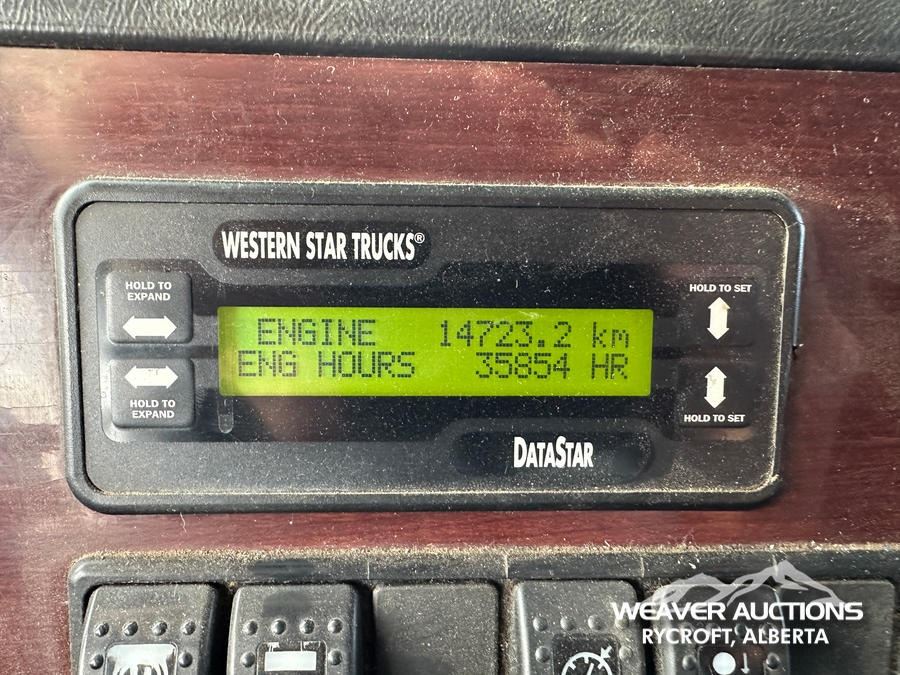 WESTERN STAR TRUCKS®
HOLD TO
EXPAND
HOLD TO SET
ENGINE 14723.2 km
ENG HOURS 35854 HR
HOLD TO
EXPAND
HOLD TO SET
DATASTAR
WEAVER AUCTIONS
RYCROFT, ALBERTA